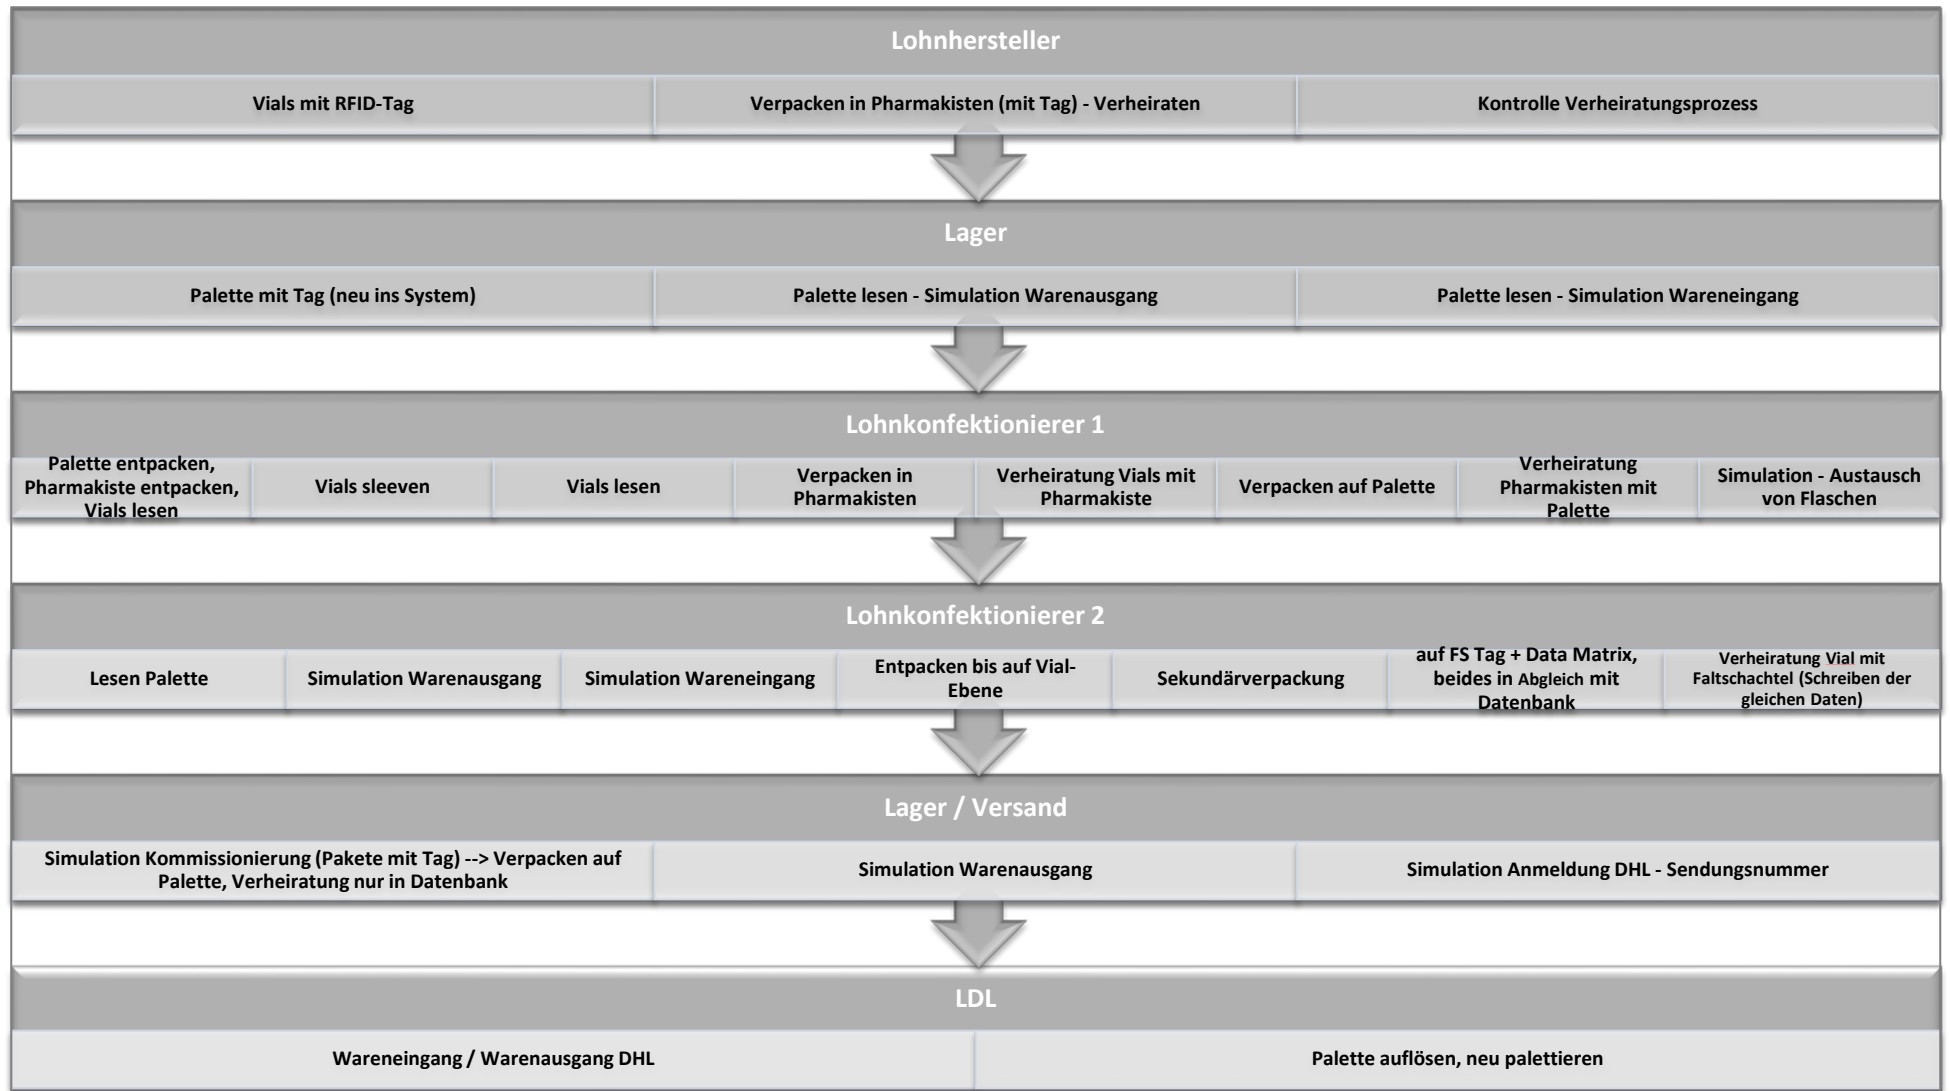 Lohnhersteller
Vials mit RFID-Tag
Verpacken in Pharmakisten (mit Tag) - Verheiraten
Kontrolle Verheiratungsprozess
Lager
Palette mit Tag (neu ins System)
Palette lesen - Simulation Warenausgang
Palette lesen - Simulation Wareneingang
Lohnkonfektionierer 1
Palette entpacken,
Pharmakiste entpacken,
Vials lesen
Vials sleeven
Vials lesen
Verpacken in
Pharmakisten
Verheiratung Vials mit
Pharmakiste
Verpacken auf Palette
Verheiratung
Pharmakisten mit
Palette
Simulation - Austausch
von Flaschen
Lohnkonfektionierer 2
Lesen Palette
Simulation Warenausgang
Simulation Wareneingang
Entpacken bis auf Vial-
Ebene
Sekundärverpackung
auf FS Tag + Data Matrix,
beides in Abgleich mit
Datenbank
Verheiratung Vial mit
Faltschachtel (Schreiben der
gleichen Daten)
Lager / Versand
Simulation Kommissionierung (Pakete mit Tag) --> Verpacken auf
Palette, Verheiratung nur in Datenbank
Simulation Warenausgang
Simulation Anmeldung DHL - Sendungsnummer
LDL
Wareneingang / Warenausgang DHL
Palette auflösen, neu palettieren